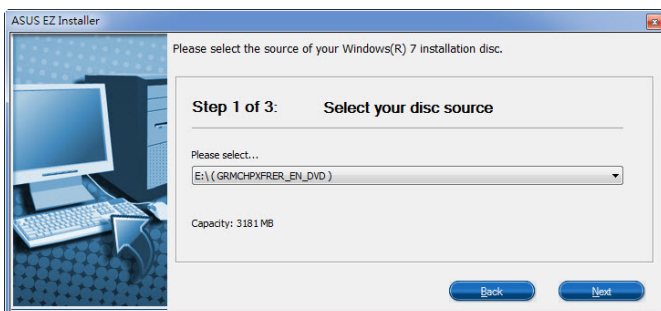 ASUS EZ Installer
Please select the source of your Windows(R) 7 installation disc.
Step 1 of 3: Select your disc source
Please select...
E:\ ( GRMCHPXFRER_EN_DVD )
Capacity: 3181 MB
Back Next